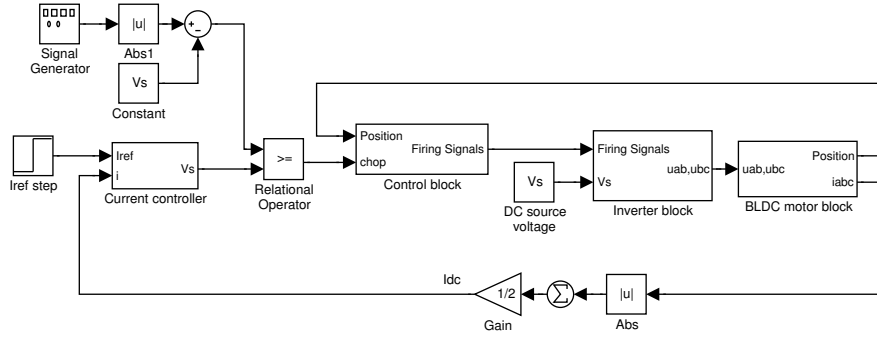 |u|
+
−
Signal
Generator
Abs1
Vs
Constant
Iref
i
Vs
Iref step
Current controller
>=
Relational
Operator
Position
chop
Firing Signals
Control block
Vs
DC source
voltage
Firing Signals
Vs
uab,ubc
Inverter block
uab,ubc
Position
iabc
BLDC motor block
Idc
1/2
Gain
Σ
|u|
Abs